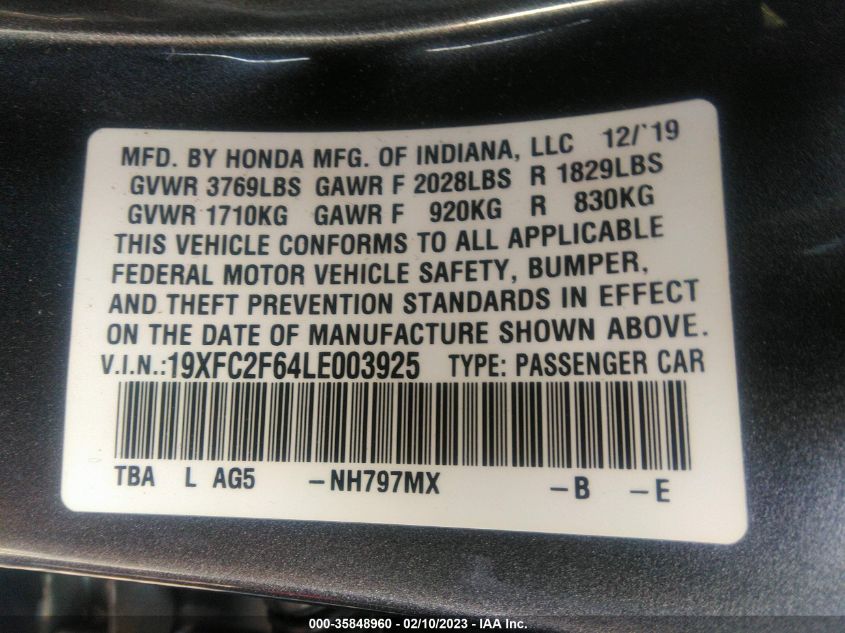 MFD. BY HONDA MFG. OF INDIANA, LLC 12/'19
GVWR 3769LBS GAWR F 2028LBS R 1829LBS
GVWR 1710KG GAWR F 920KG R 830KG
THIS VEHICLE CONFORMS TO ALL APPLICABLE
FEDERAL MOTOR VEHICLE SAFETY, BUMPER,
AND THEFT PREVENTION STANDARDS IN EFFECT
ON THE DATE OF MANUFACTURE SHOWN ABOVE.
V.I.N.:19XFC2F64LE003925 TYPE: PASSENGER CAR
TBA L AG5 -NH797MX -B -E
000-35848960 - 02/10/2023 - IAA Inc.